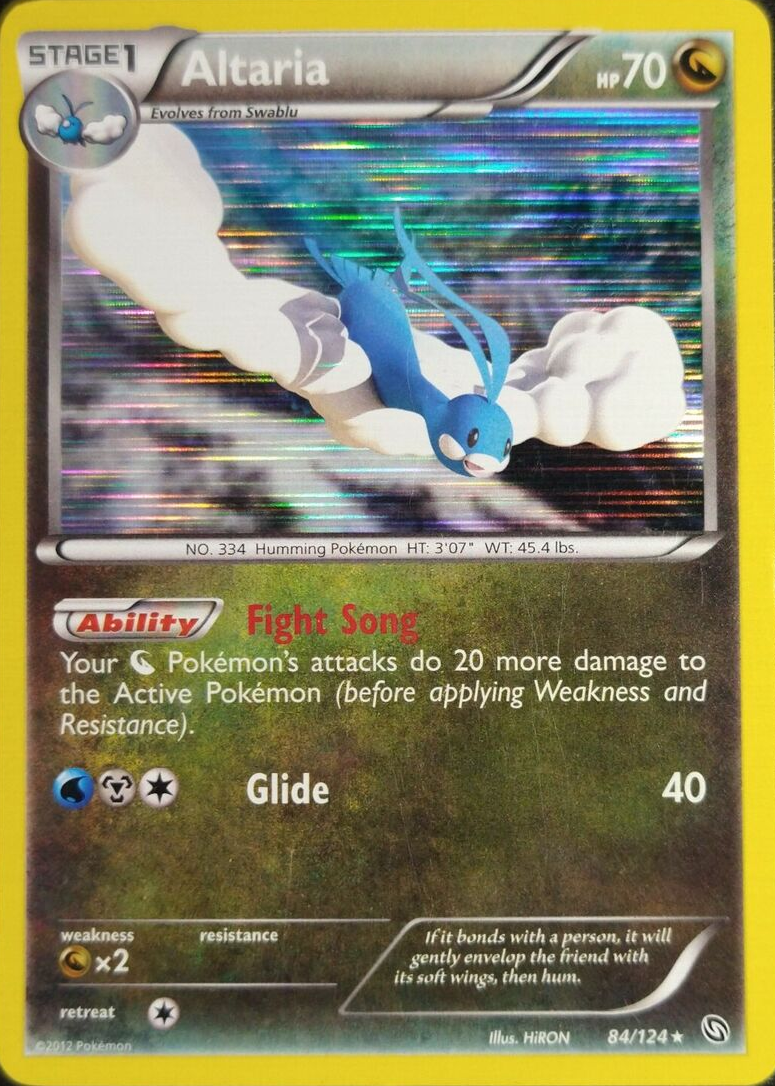 STAGE1
Altaria
HP70
Evolves from Swablu
NO. 334 Humming Pokémon HT: 3'07" WT: 45.4 lbs.
Ability Fight Song
Your Pokémon's attacks do 20 more damage to
the Active Pokémon (before applying Weakness and
Resistance).
Glide 40
weakness resistance
×2
retreat
If it bonds with a person, it will
gently envelop the friend with
its soft wings, then hum.
Illus. HiRON 84/124 ★
©2012 Pokémon